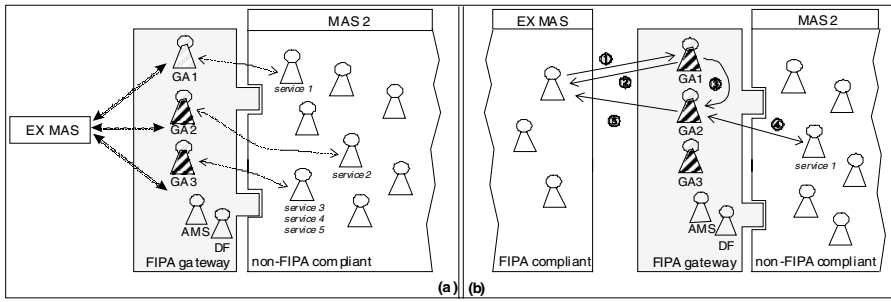 MAS 2
GA1
service 1
EX MAS
GA2
service 2
GA3
service 3
service 4
service 5
AMS
DF
FIPA gateway
non-FIPA compliant
(a)
EX MAS
MAS 2
1
GA1
2
3
GA2
5
4
service 1
GA3
AMS
DF
FIPA compliant
FIPA gateway
non-FIPA compliant
(b)